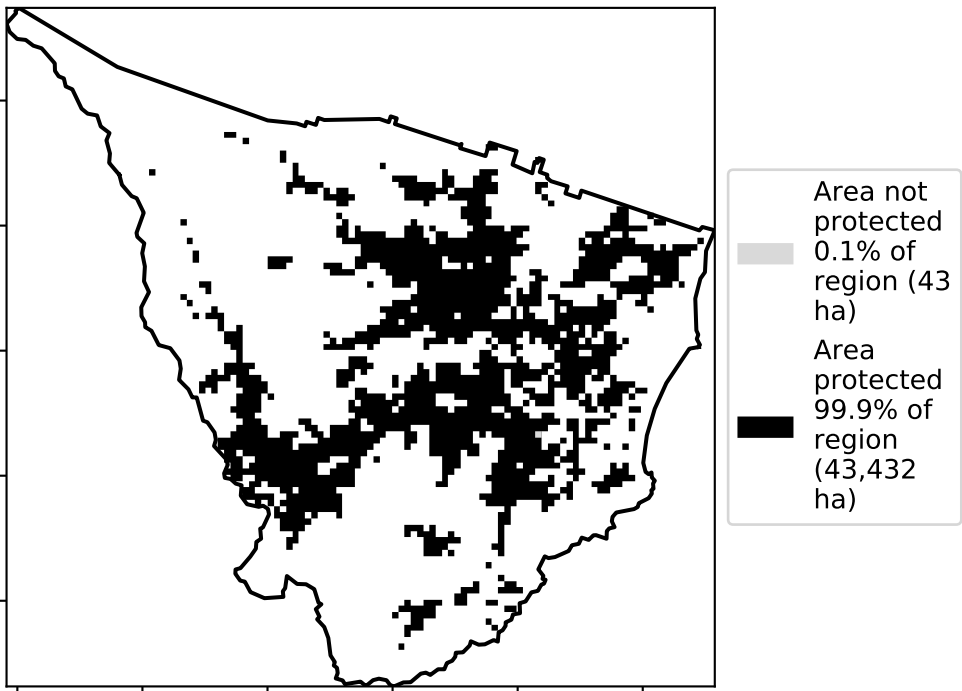 Area not
protected
0.1% of
region (43
ha)
Area
protected
99.9% of
region
(43,432
ha)